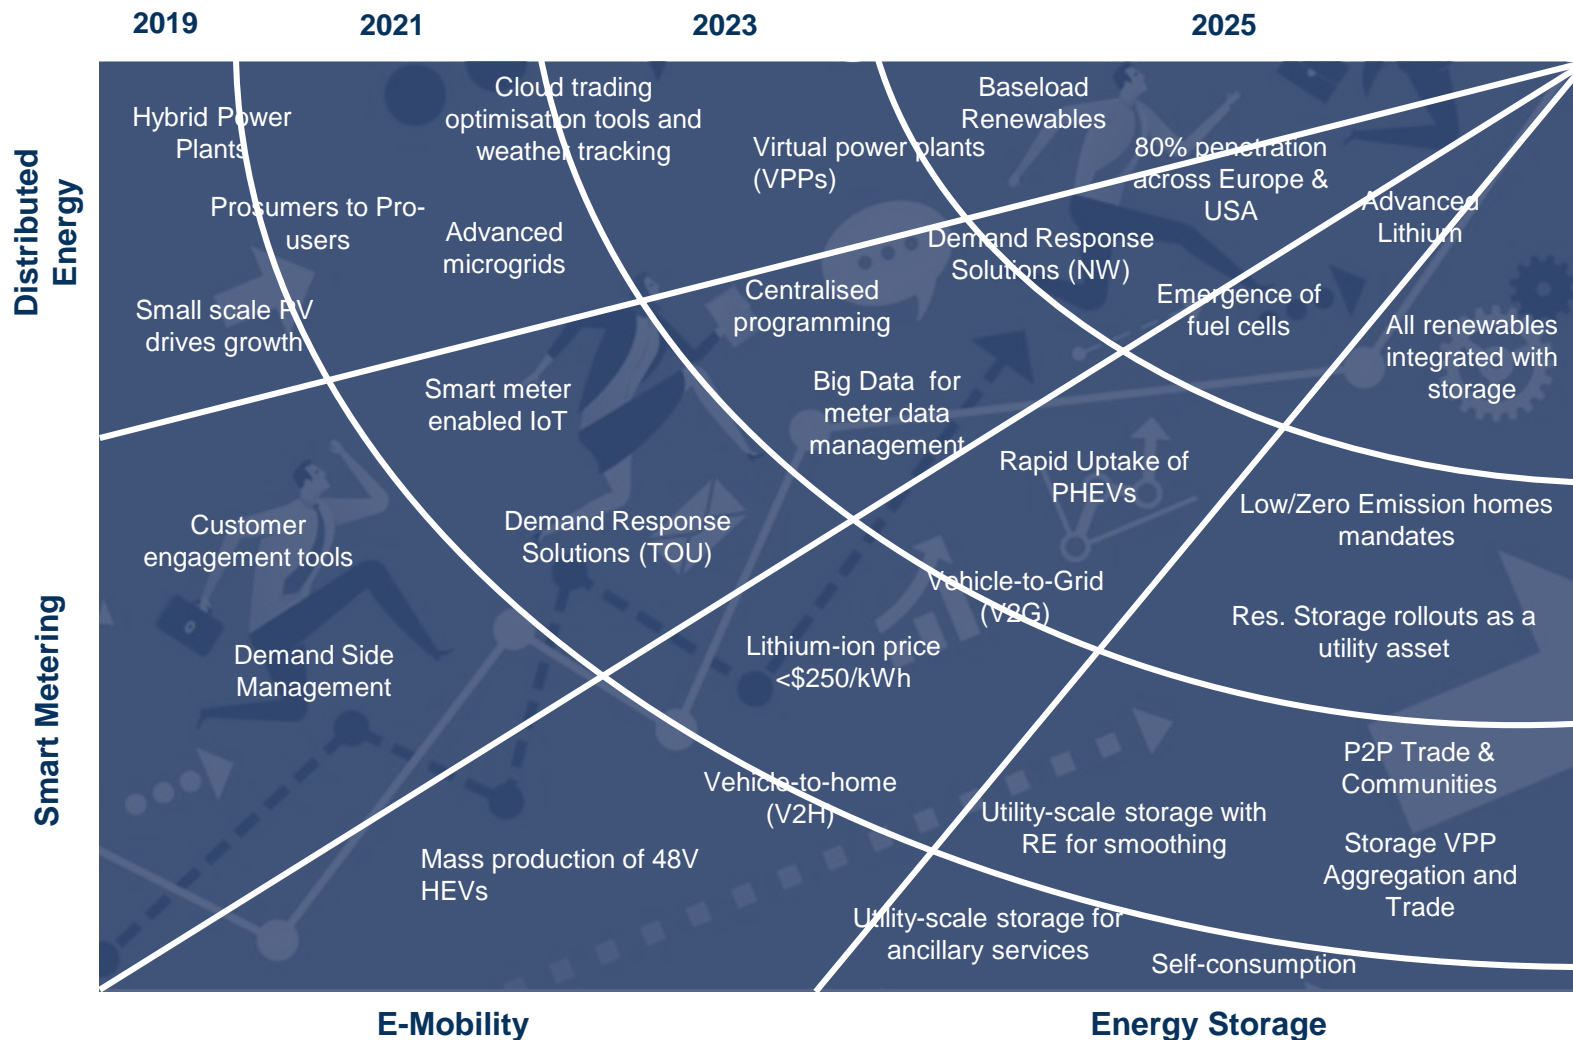 2019
2021
2023
2025
Distributed
Energy
Smart Metering
Hybrid Power
Plants
Prosumers to Pro-
users
Small scale PV
drives growth
Cloud trading
optimisation tools and
weather tracking
Advanced
microgrids
Virtual power plants
(VPPs)
Baseload
Renewables
80% penetration
across Europe &
USA
Customer
engagement tools
Demand Side
Management
Smart meter
enabled IoT
Demand Response
Solutions (TOU)
Centralised
programming
Big Data  for
meter data
management
Demand Response
Solutions (NW)
Emergence of
fuel cells
Advanced
Lithium
Mass production of 48V
HEVs
Vehicle-to-home
(V2H)
Lithium-ion price
<$250/kWh
Vehicle-to-Grid
(V2G)
Rapid Uptake of
PHEVs
All renewables
integrated with
storage
Low/Zero Emission homes
mandates
Res. Storage rollouts as a
utility asset
P2P Trade &
Communities
Utility-scale storage with
RE for smoothing
Storage VPP
Aggregation and
Trade
Utility-scale storage for
ancillary services
Self-consumption
E-Mobility
Energy Storage